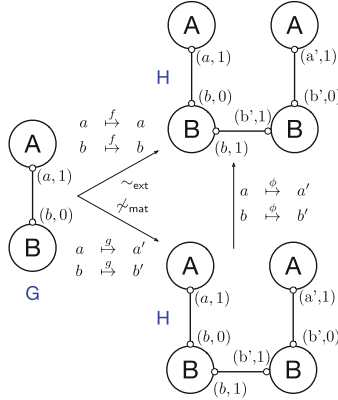 A A
(a, 1) (a',1)
H
(b, 0) (b',1) (b',0)
B B
(b, 1)
a f↦ a
b f↦ b
A
(a, 1)
(b, 0)
B
G
∼ext
≁mat
a g↦ a′
b g↦ b′
a ϕ↦ a′
b ϕ↦ b′
A A
(a, 1) (a',1)
H
(b, 0) (b',1) (b',0)
B B
(b, 1)